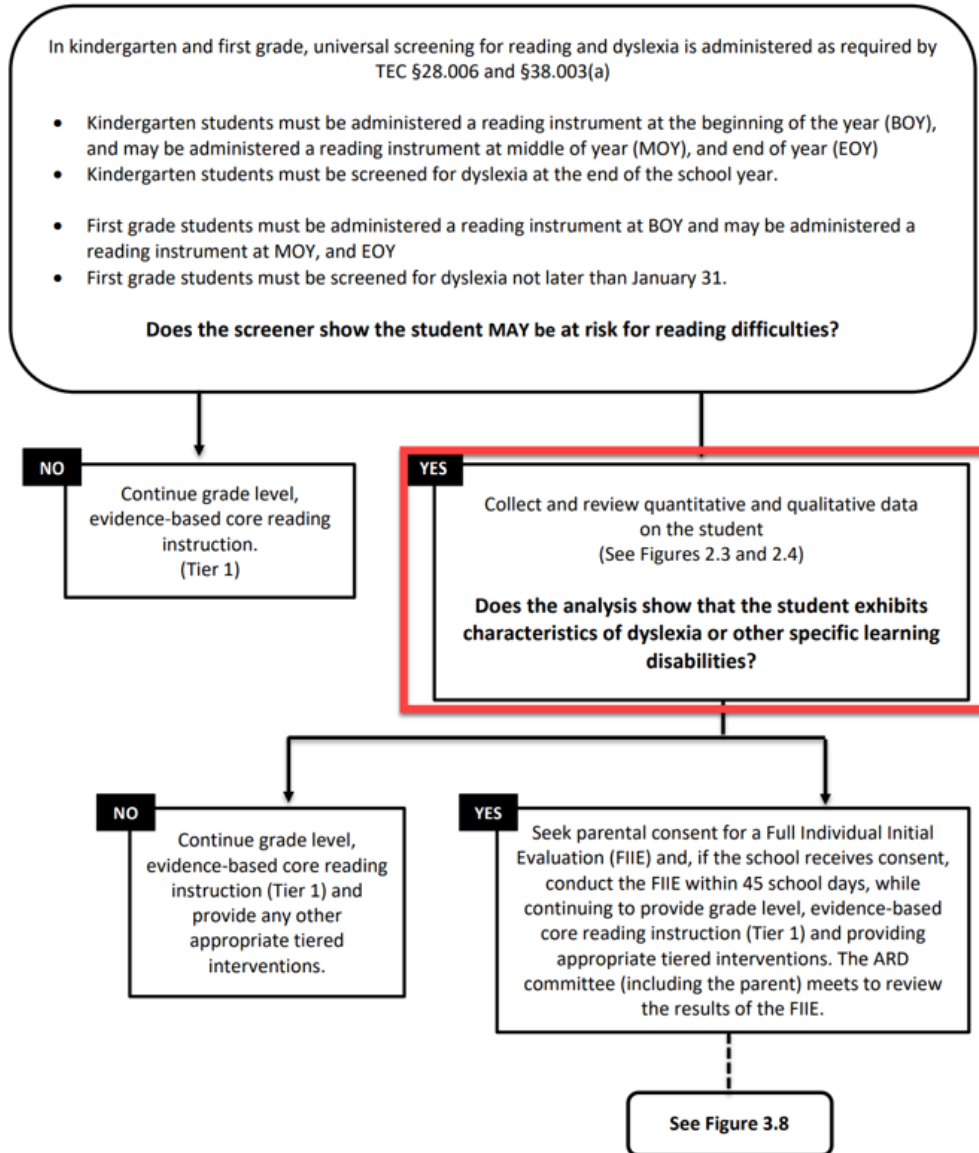 In kindergarten and first grade, universal screening for reading and dyslexia is administered as required by
TEC §28.006 and §38.003(a)
• Kindergarten students must be administered a reading instrument at the beginning of the year (BOY),
and may be administered a reading instrument at middle of year (MOY), and end of year (EOY)
• Kindergarten students must be screened for dyslexia at the end of the school year.
• First grade students must be administered a reading instrument at BOY and may be administered a
reading instrument at MOY, and EOY
• First grade students must be screened for dyslexia not later than January 31.
Does the screener show the student MAY be at risk for reading difficulties?
NO
Continue grade level,
evidence-based core reading
instruction.
(Tier 1)
YES
Collect and review quantitative and qualitative data
on the student
(See Figures 2.3 and 2.4)
Does the analysis show that the student exhibits
characteristics of dyslexia or other specific learning
disabilities?
NO
Continue grade level,
evidence-based core reading
instruction (Tier 1) and
provide any other
appropriate tiered
interventions.
YES
Seek parental consent for a Full Individual Initial
Evaluation (FIIE) and, if the school receives consent,
conduct the FIIE within 45 school days, while
continuing to provide grade level, evidence-based
core reading instruction (Tier 1) and providing
appropriate tiered interventions. The ARD
committee (including the parent) meets to review
the results of the FIIE.
See Figure 3.8